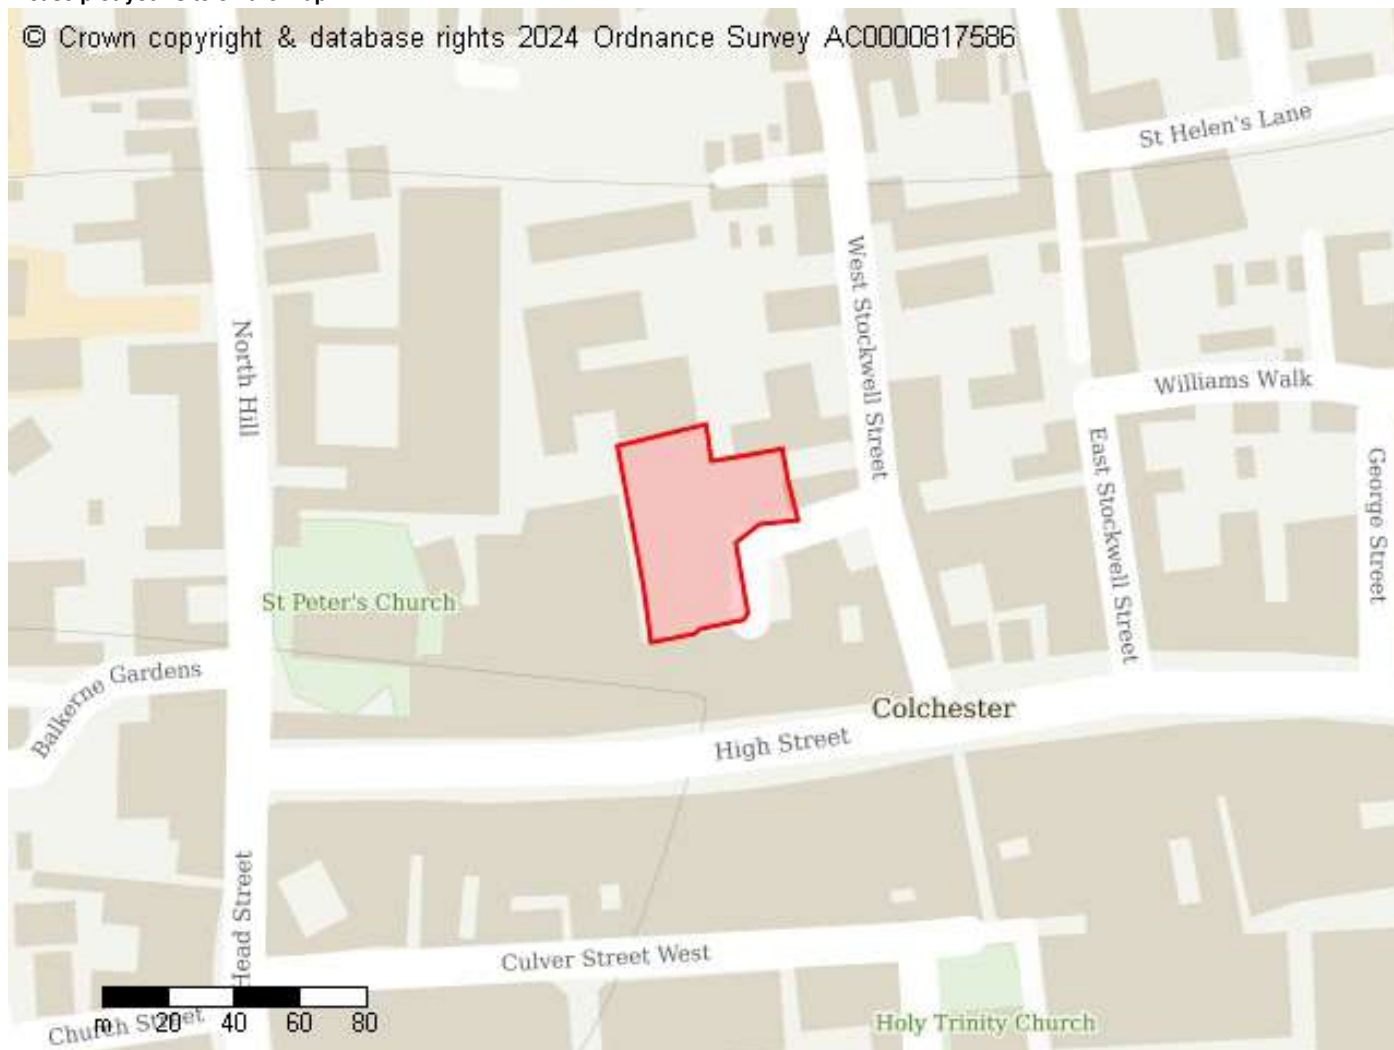 © Crown copyright & database rights 2024 Ordnance Survey AC0000817586
St Helen's Lane
West Stockwell Street
North Hill
Williams Walk
East Stockwell Street
George Street
St Peter's Church
Balkerne Gardens
Colchester
High Street
Head Street
Culver Street West
Church Street
m 20 40 60 80
Holy Trinity Church